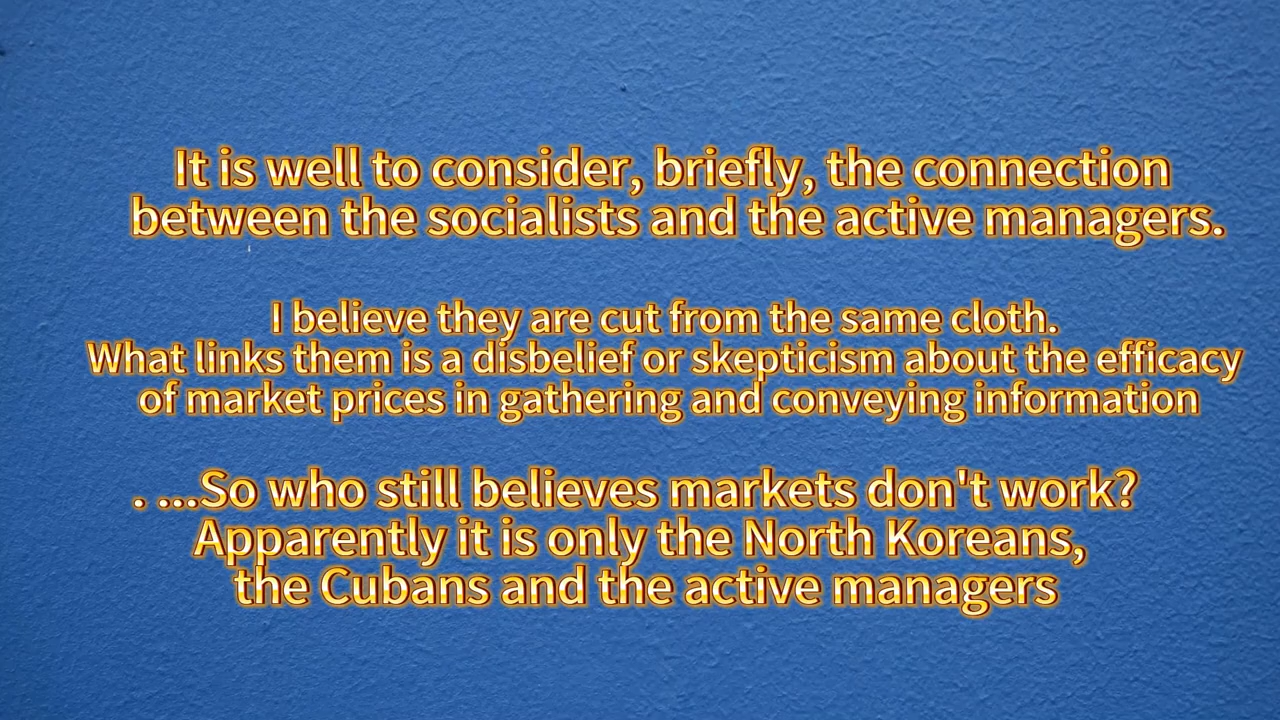 It is well to consider, briefly, the connection
between the socialists and the active managers.
I believe they are cut from the same cloth.
What links them is a disbelief or skepticism about the efficacy
of market prices in gathering and conveying information
. ...So who still believes markets don't work?
Apparently it is only the North Koreans,
the Cubans and the active managers